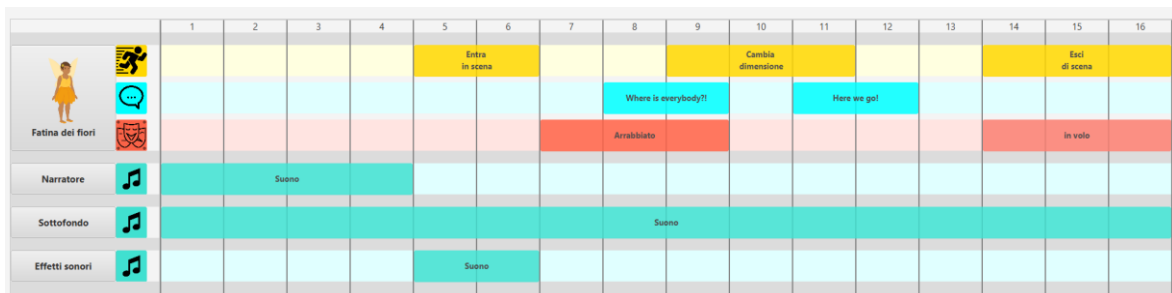 1 2 3 4 5 6 7 8 9 10 11 12 13 14 15 16
Entra
in scena
Cambia
dimensione
Esci
di scena
Where is everybody?!
Here we go!
Fatina dei fiori
Arrabbiato
in volo
Narratore
Suono
Sottofondo
Suono
Effetti sonori
Suono